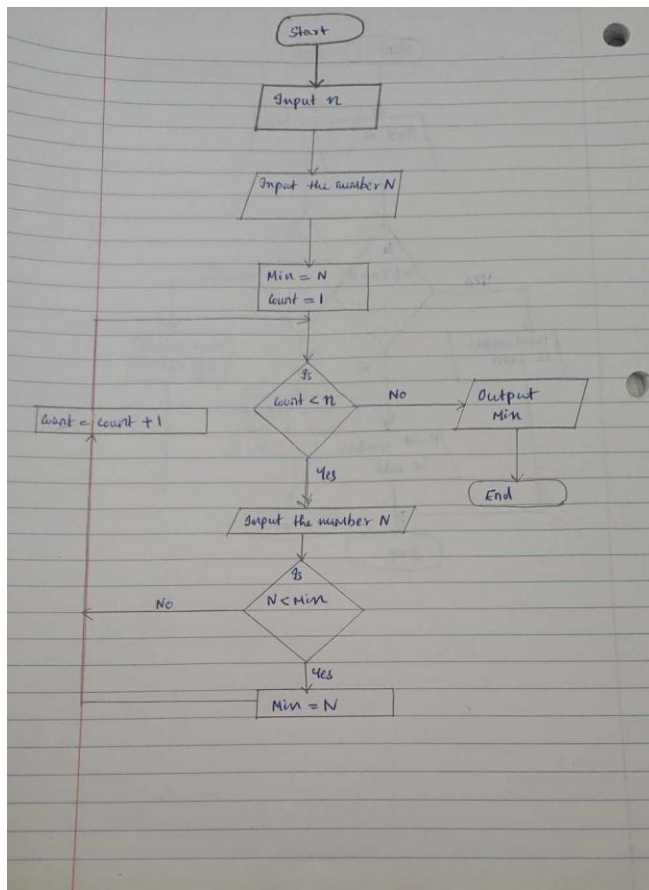 Start
Input n
Input the number N
Min = N
Count = 1
Is
Count < n
No
Output
Min
Count = Count + 1
Yes
End
Input the number N
Is
N < Min
No
Yes
Min = N